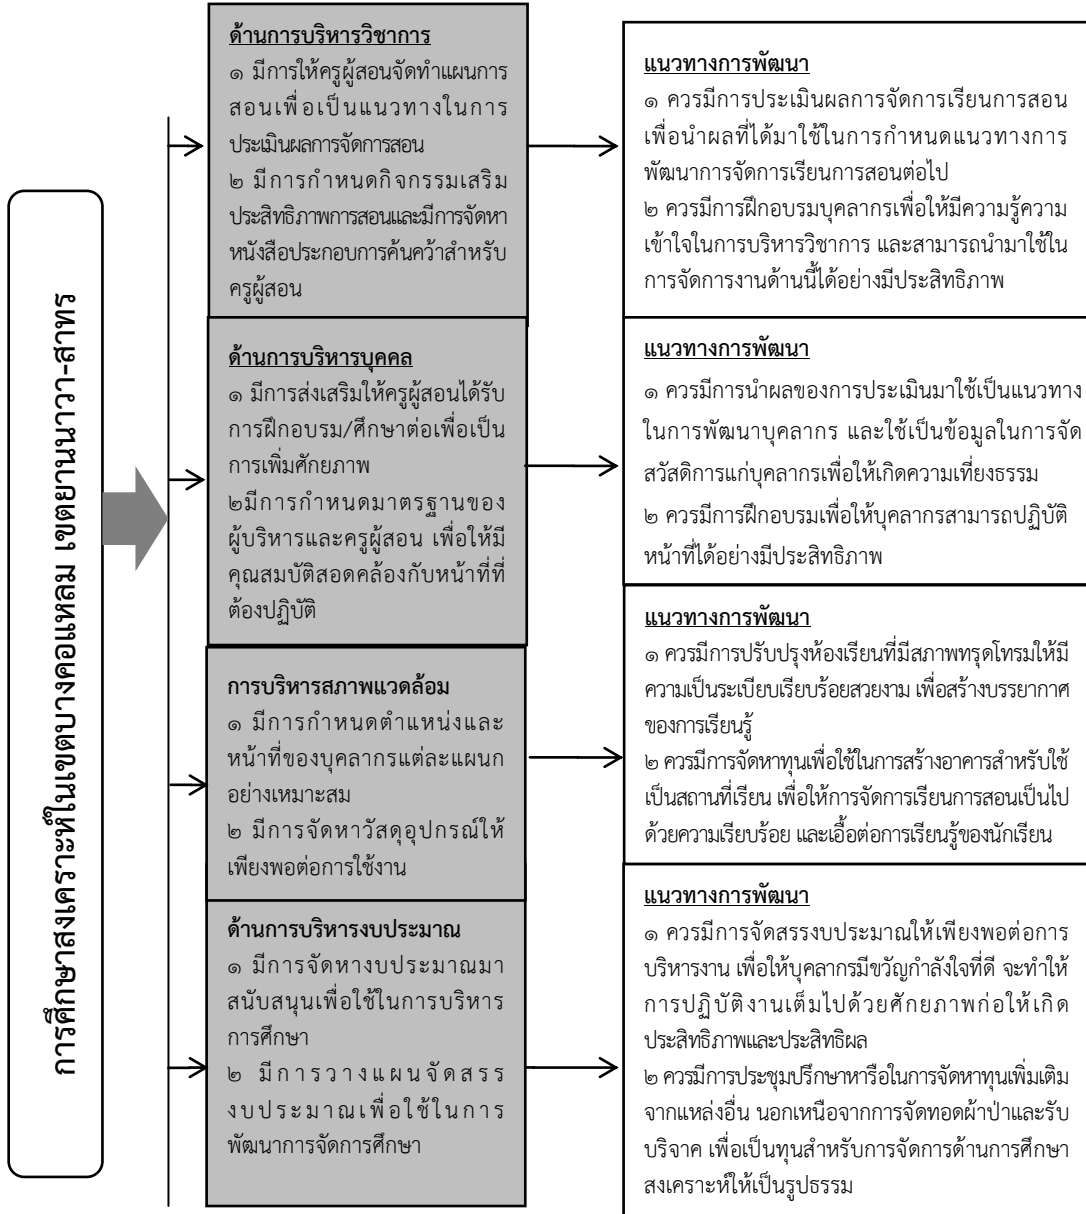 การศึกษาสงเคราะห์ในเขตบางคอแหลม เขตยานนาวา-สาทร
ด้านการบริหารวิชาการ
๑ มีการให้ครูผู้สอนจัดทำแผนการ
สอนเพื่อเป็นแนวทางในการ
ประเมินผลการจัดการสอน
๒ มีการกำหนดกิจกรรมเสริม
ประสิทธิภาพการสอนและมีการจัดหา
หนังสือประกอบการค้นคว้าสำหรับ
ครูผู้สอน
แนวทางการพัฒนา
๑ ควรมีการประเมินผลการจัดการเรียนการสอน
เพื่อนำผลที่ได้มาใช้ในการกำหนดแนวทางการ
พัฒนาการจัดการเรียนการสอนต่อไป
๒ ควรมีการฝึกอบรมบุคลากรเพื่อให้มีความรู้ความ
เข้าใจในการบริหารวิชาการ และสามารถนำมาใช้ใน
การจัดการงานด้านนี้ได้อย่างมีประสิทธิภาพ
ด้านการบริหารบุคคล
๑ มีการส่งเสริมให้ครูผู้สอนได้รับ
การฝึกอบรม/ศึกษาต่อเพื่อเป็น
การเพิ่มศักยภาพ
๒มีการกำหนดมาตรฐานของ
ผู้บริหารและครูผู้สอน เพื่อให้มี
คุณสมบัติสอดคล้องกับหน้าที่ที่
ต้องปฏิบัติ
แนวทางการพัฒนา
๑ ควรมีการนำผลของการประเมินมาใช้เป็นแนวทาง
ในการพัฒนาบุคลากร และใช้เป็นข้อมูลในการจัด
สวัสดิการแก่บุคลากรเพื่อให้เกิดความเที่ยงธรรม
๒ ควรมีการฝึกอบรมเพื่อให้บุคลากรสามารถปฏิบัติ
หน้าที่ได้อย่างมีประสิทธิภาพ
การบริหารสภาพแวดล้อม
๑ มีการกำหนดตำแหน่งและ
หน้าที่ของบุคลากรแต่ละแผนก
อย่างเหมาะสม
๒ มีการจัดหาวัสดุอุปกรณ์ให้
เพียงพอต่อการใช้งาน
แนวทางการพัฒนา
๑ ควรมีการปรับปรุงห้องเรียนที่มีสภาพทรุดโทรมให้มี
ความเป็นระเบียบเรียบร้อยสวยงาม เพื่อสร้างบรรยากาศ
ของการเรียนรู้
๒ ควรมีการจัดหาทุนเพื่อใช้ในการสร้างอาคารสำหรับใช้
เป็นสถานที่เรียน เพื่อให้การจัดการเรียนการสอนเป็นไป
ด้วยความเรียบร้อย และเอื้อต่อการเรียนรู้ของนักเรียน
ด้านการบริหารงบประมาณ
๑ มีการจัดหางบประมาณมา
สนับสนุนเพื่อใช้ในการบริหาร
การศึกษา
๒ มีการวางแผนจัดสรร
งบประมาณเพื่อใช้ในการ
พัฒนาการจัดการศึกษา
แนวทางการพัฒนา
๑ ควรมีการจัดสรรงบประมาณให้เพียงพอต่อการ
บริหารงาน เพื่อให้บุคลากรมีขวัญกำลังใจที่ดี จะทำให้
การปฏิบัติงานเต็มไปด้วยศักยภาพก่อให้เกิด
ประสิทธิภาพและประสิทธิผล
๒ ควรมีการประชุมปรึกษาหารือในการจัดหาทุนเพิ่มเติม
จากแหล่งอื่น นอกเหนือจากการจัดทอดผ้าป่าและรับ
บริจาค เพื่อเป็นทุนสำหรับการจัดการด้านการศึกษา
สงเคราะห์ให้เป็นรูปธรรม